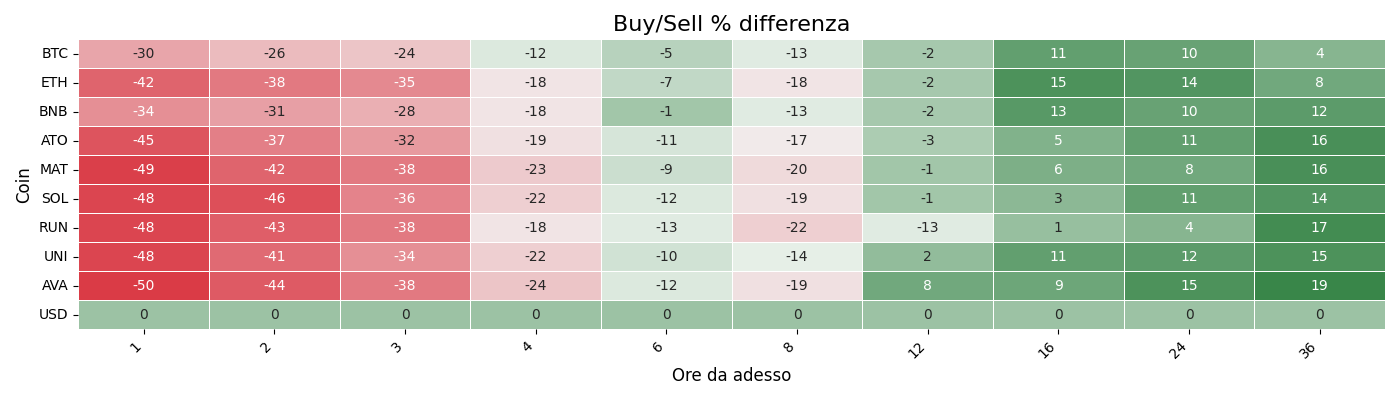 Buy/Sell % differenza
Coin
BTC -30 -26 -24 -12 -5 -13 -2 11 10 4
ETH -42 -38 -35 -18 -7 -18 -2 15 14 8
BNB -34 -31 -28 -18 -1 -13 -2 13 10 12
ATO -45 -37 -32 -19 -11 -17 -3 5 11 16
MAT -49 -42 -38 -23 -9 -20 -1 6 8 16
SOL -48 -46 -36 -22 -12 -19 -1 3 11 14
RUN -48 -43 -38 -18 -13 -22 -13 1 4 17
UNI -48 -41 -34 -22 -10 -14 2 11 12 15
AVA -50 -44 -38 -24 -12 -19 8 9 15 19
USD 0 0 0 0 0 0 0 0 0 0
1 2 3 4 6 8 12 16 24 36
Ore da adesso